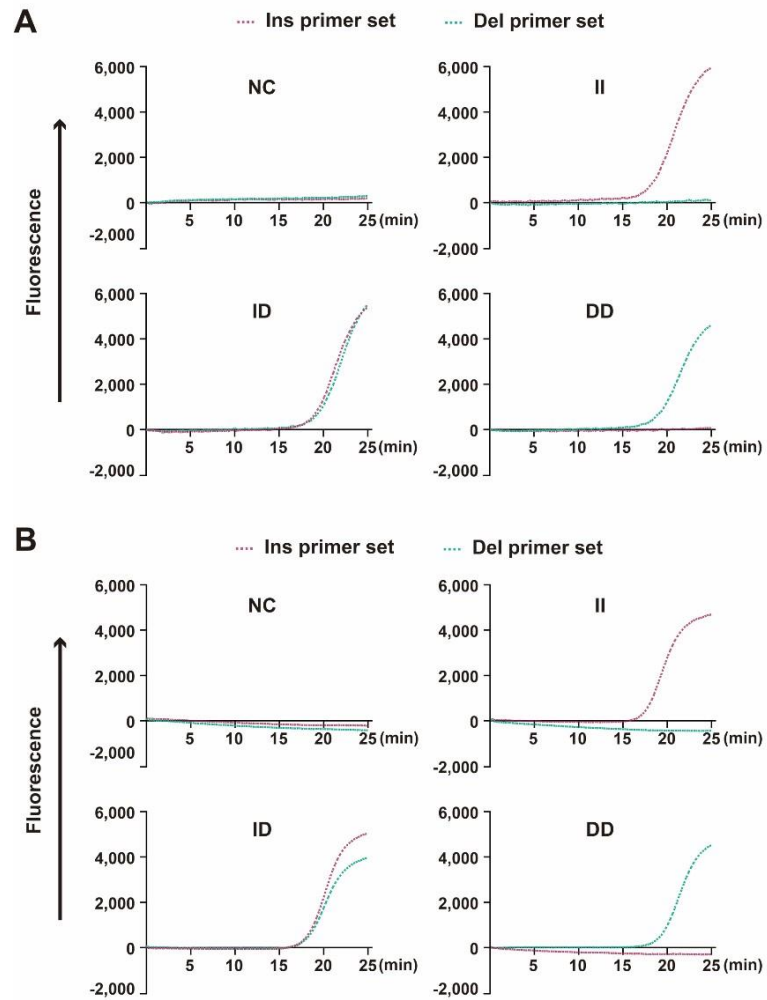 A
Ins primer set Del primer set
NC II
6,000 6,000
4,000 4,000
2,000 2,000
0 0
5 10 15 20 25 (min) 5 10 15 20 25 (min)
-2,000 -2,000
Fluorescence
ID DD
6,000 6,000
4,000 4,000
2,000 2,000
0 0
5 10 15 20 25 (min) 5 10 15 20 25 (min)
-2,000 -2,000
B
Ins primer set Del primer set
NC II
6,000 6,000
4,000 4,000
2,000 2,000
0 0
5 10 15 20 25 (min) 5 10 15 20 25 (min)
-2,000 -2,000
Fluorescence
ID DD
6,000 6,000
4,000 4,000
2,000 2,000
0 0
5 10 15 20 25 (min) 5 10 15 20 25 (min)
-2,000 -2,000